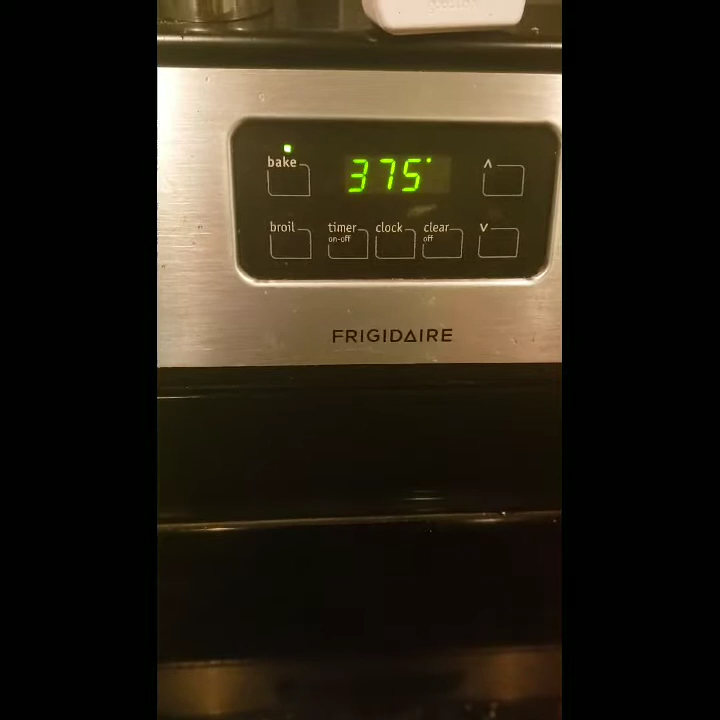 bake
375°
^
broil
timer
on-off
clock
clear
off
v
FRIGIDAIRE